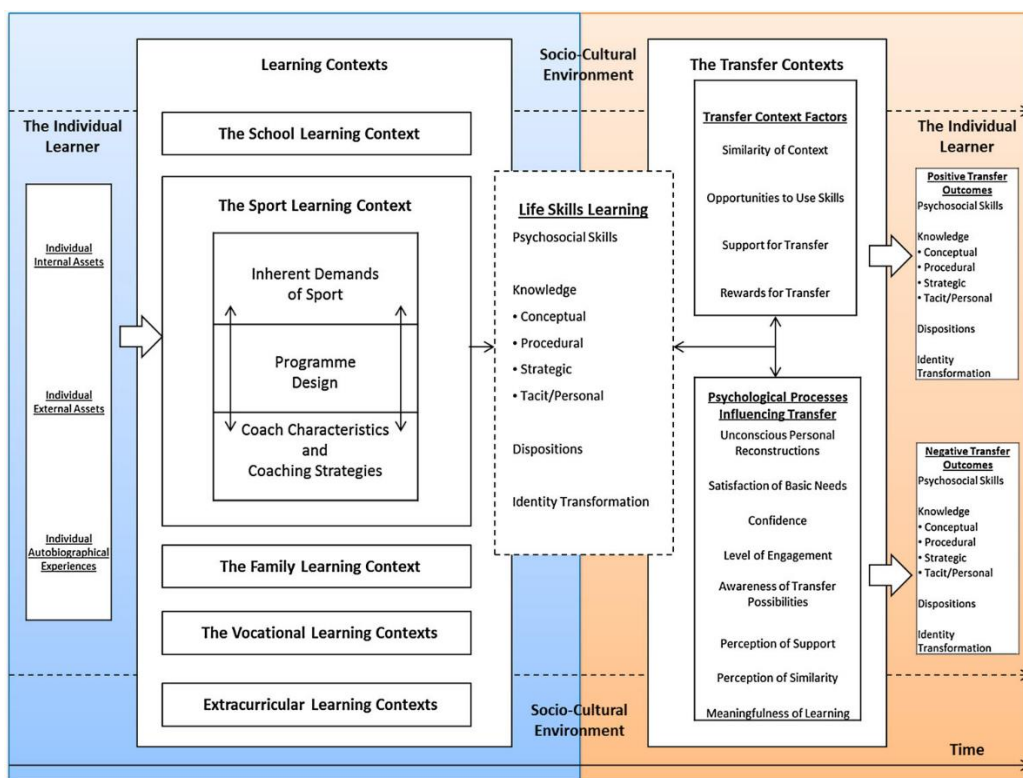 Socio-Cultural
Environment
The Individual
Learner
Individual
Internal Assets
Individual
External Assets
Individual
Autobiographical
Experiences
Learning Contexts
The School Learning Context
The Sport Learning Context
Inherent Demands
of Sport
Programme
Design
Coach Characteristics
and
Coaching Strategies
The Family Learning Context
The Vocational Learning Contexts
Extracurricular Learning Contexts
Life Skills Learning
Psychosocial Skills
Knowledge
• Conceptual
• Procedural
• Strategic
• Tacit/Personal
Dispositions
Identity Transformation
The Transfer Contexts
Transfer Context Factors
Similarity of Context
Opportunities to Use Skills
Support for Transfer
Rewards for Transfer
Psychological Processes
Influencing Transfer
Unconscious Personal
Reconstructions
Satisfaction of Basic Needs
Confidence
Level of Engagement
Awareness of Transfer
Possibilities
Perception of Support
Perception of Similarity
Meaningfulness of Learning
The Individual
Learner
Positive Transfer
Outcomes
Psychosocial Skills
Knowledge
• Conceptual
• Procedural
• Strategic
• Tacit/Personal
Dispositions
Identity
Transformation
Negative Transfer
Outcomes
Psychosocial Skills
Knowledge
• Conceptual
• Procedural
• Strategic
• Tacit/Personal
Dispositions
Identity
Transformation
Socio-Cultural
Environment
Time